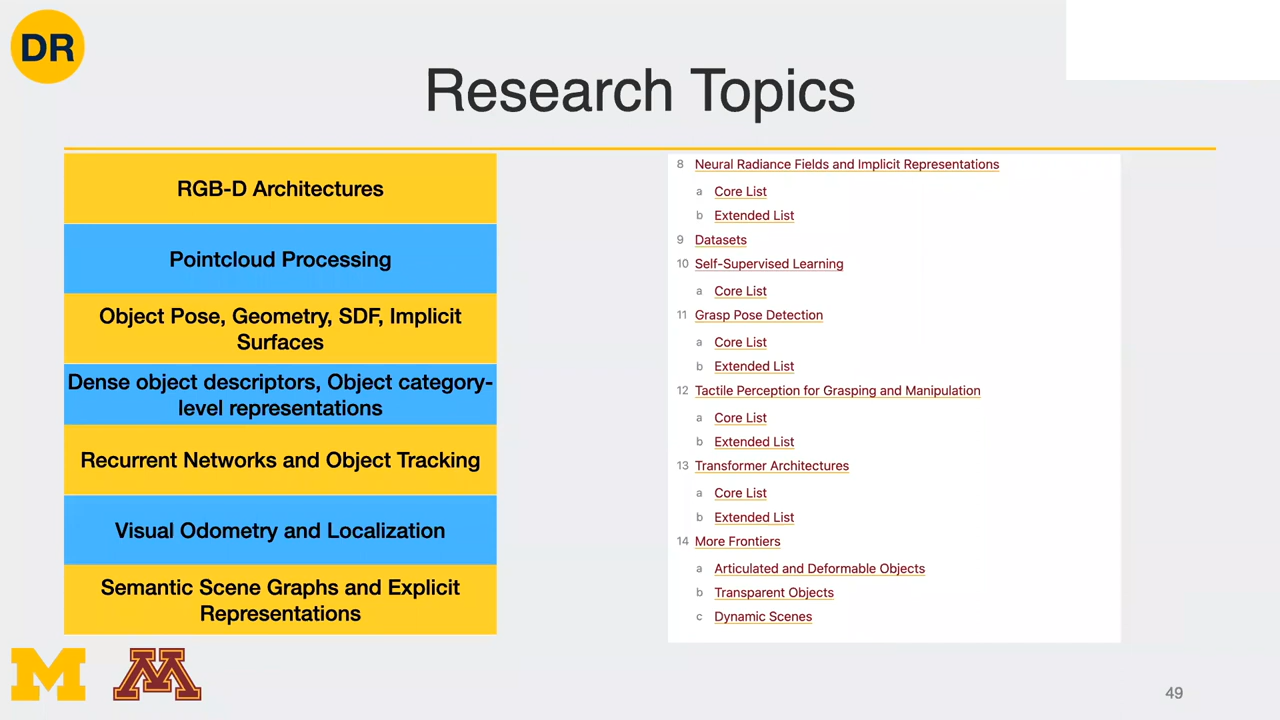 DR
Research Topics
RGB-D Architectures
Pointcloud Processing
Object Pose, Geometry, SDF, Implicit
Surfaces
Dense object descriptors, Object category-
level representations
Recurrent Networks and Object Tracking
Visual Odometry and Localization
Semantic Scene Graphs and Explicit
Representations
8 Neural Radiance Fields and Implicit Representations
a Core List
b Extended List
9 Datasets
10 Self-Supervised Learning
a Core List
11 Grasp Pose Detection
a Core List
b Extended List
12 Tactile Perception for Grasping and Manipulation
a Core List
b Extended List
13 Transformer Architectures
a Core List
b Extended List
14 More Frontiers
a Articulated and Deformable Objects
b Transparent Objects
c Dynamic Scenes
M M
49